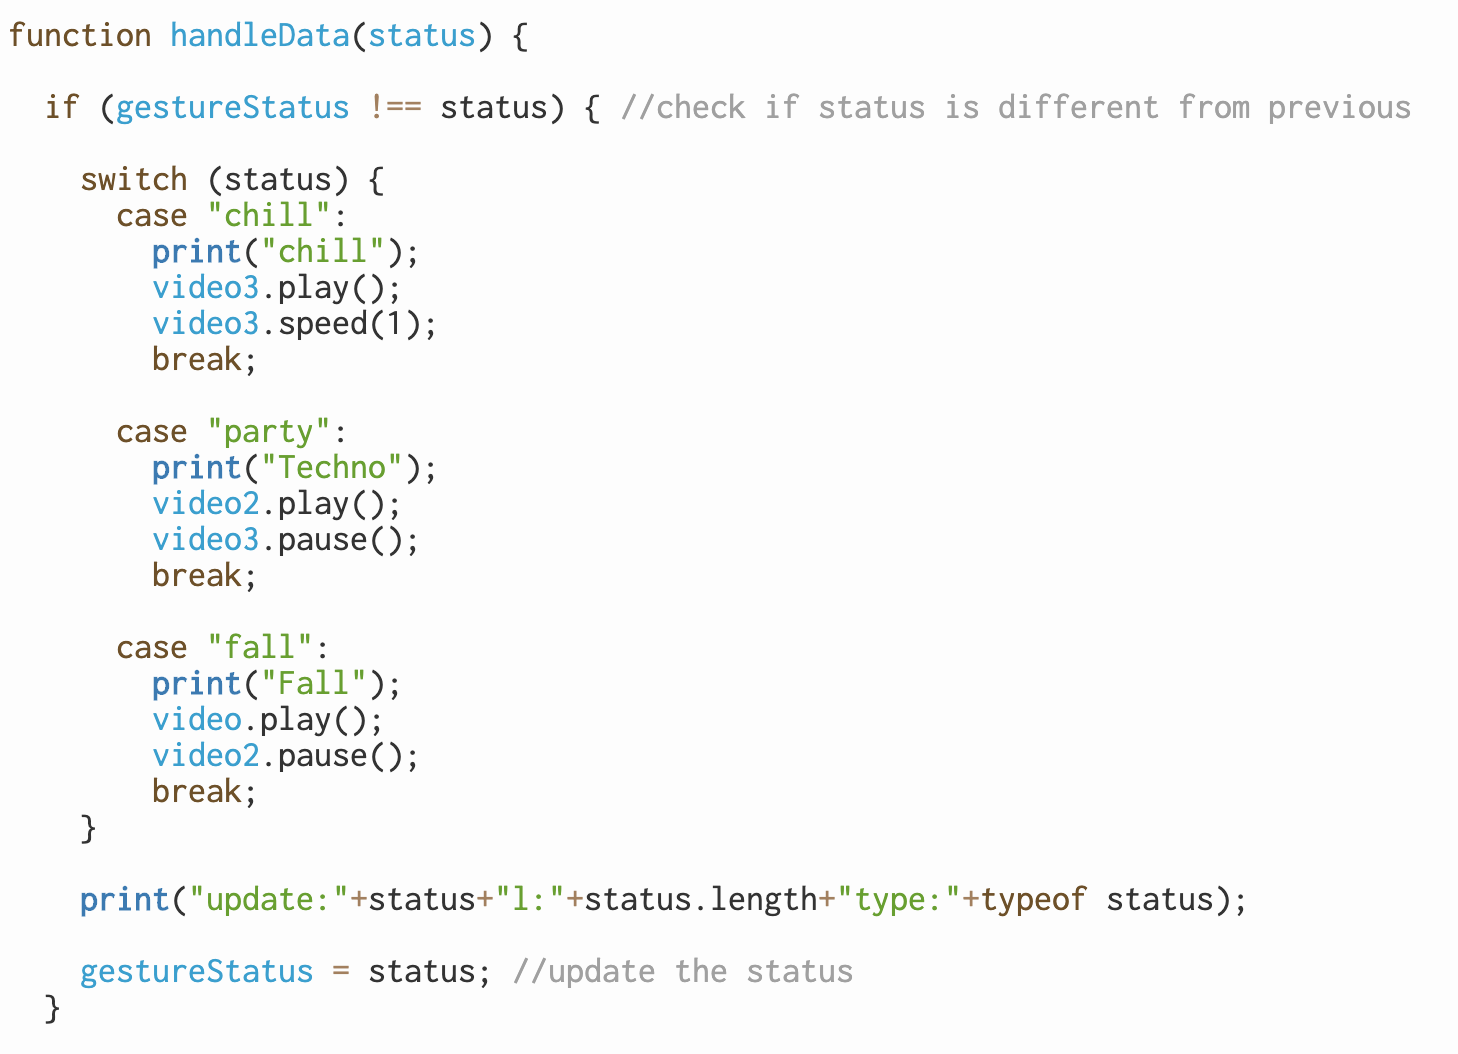 function handleData(status) {
if (gestureStatus !== status) { //check if status is different from previous
switch (status) {
case "chill":
print("chill");
video3.play();
video3.speed(1);
break;
case "party":
print("Techno");
video2.play();
video3.pause();
break;
case "fall":
print("Fall");
video.play();
video2.pause();
break;
}
print("update:"+status+"l:"+status.length+"type:"+typeof status);
gestureStatus = status; //update the status
}